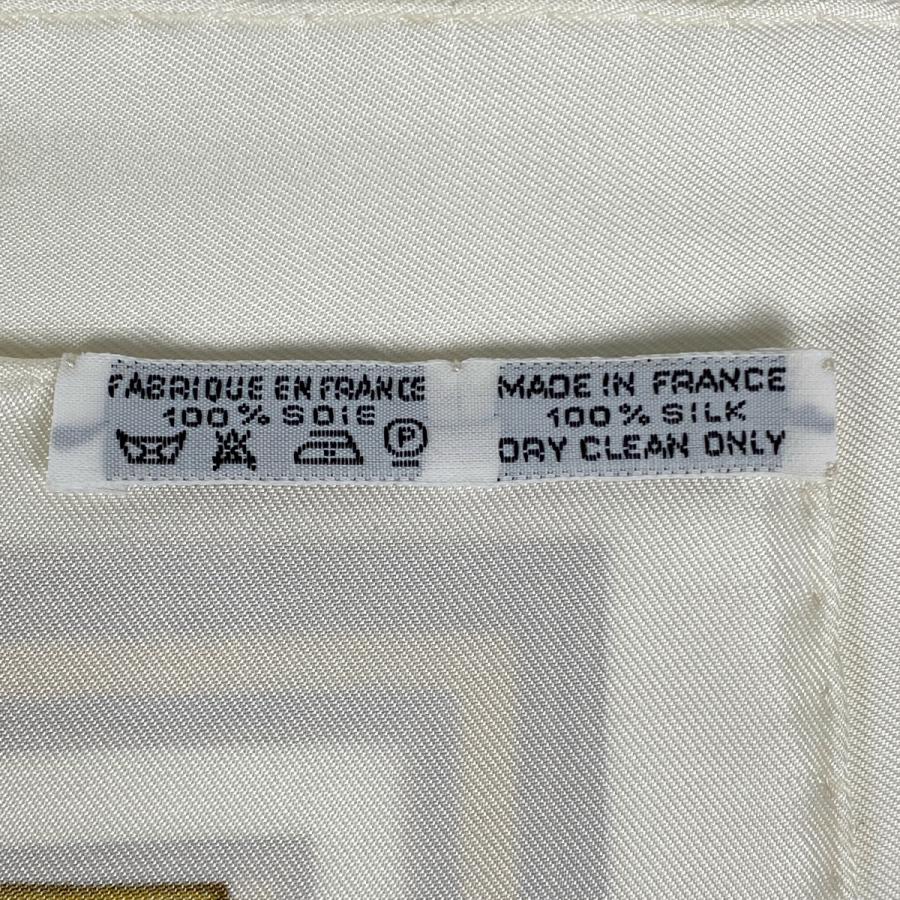 FABRIQUE EN FRANCE
100% SOIE
P
MADE IN FRANCE
100% SILK
DRY CLEAN ONLY